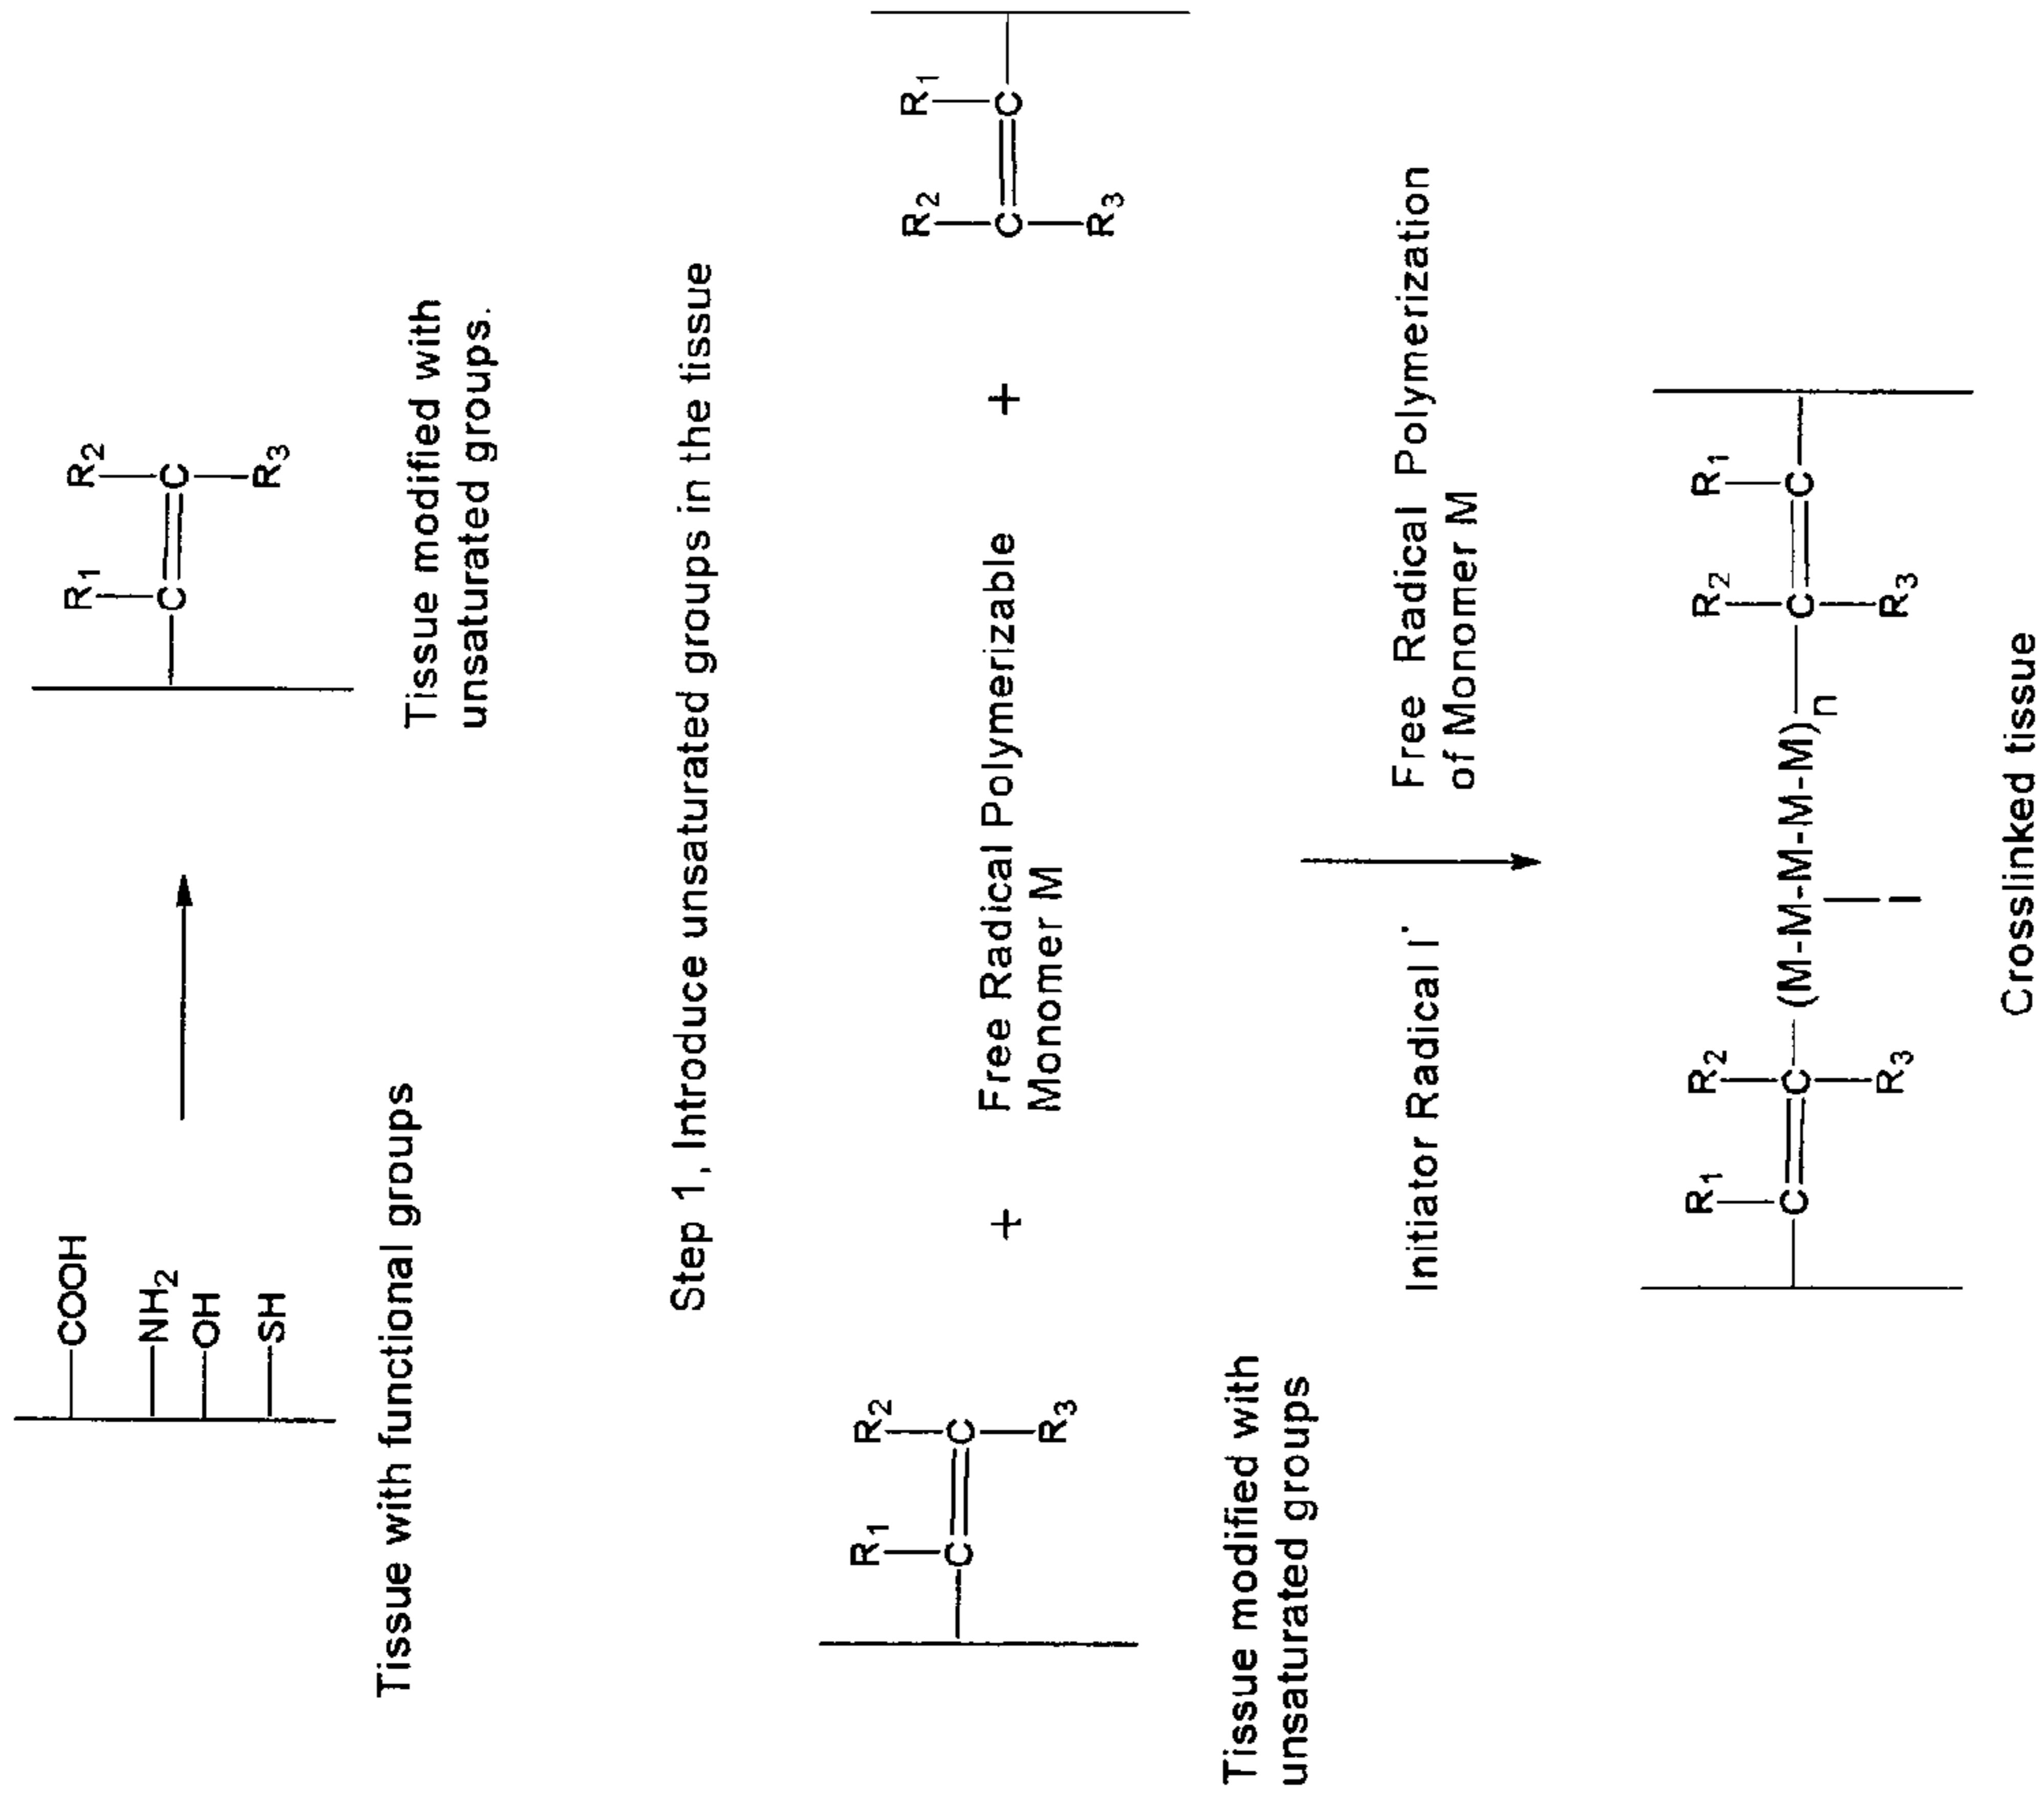 COOH
NH₂
OH
SH
Tissue with functional groups
R₁ R₂
C C
R₃
Tissue modified with
unsaturated groups.
Step 1, Introduce unsaturated groups in the tissue
R₁ R₂
C C
R₃
Tissue modified with
unsaturated groups
+
Free Radical Polymerizable
Monomer M
+
R₂ R₁
C C
R₃
Initiator Radical I˙
Free Radical Polymerization
of Monomer M
R₁ R₂ R₂ R₁
C C (M-M-M-M-M)n C C
R₃ I R₃
Crosslinked tissue